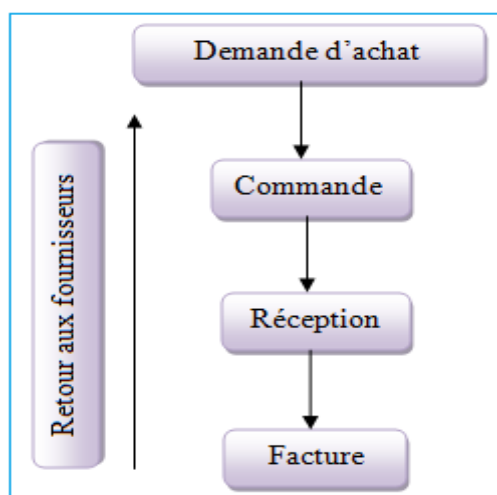 Demande d’achat
Commande
Réception
Facture
Retour aux fournisseurs